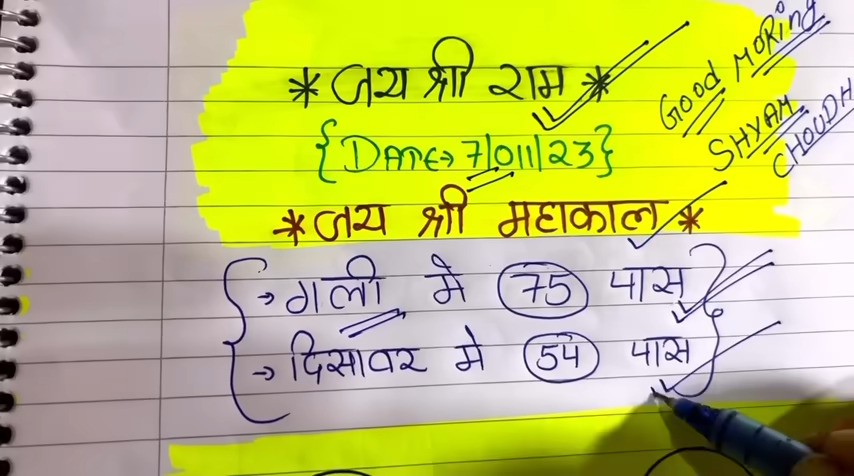 * जय श्री राम *
{ DATE→ 7/01/23 }
* जय श्री महाकाल *
→ गली मे 75 पास
→ दिसावर मे 54 पास
GOOD MORing
SHYAM
CHOUDH